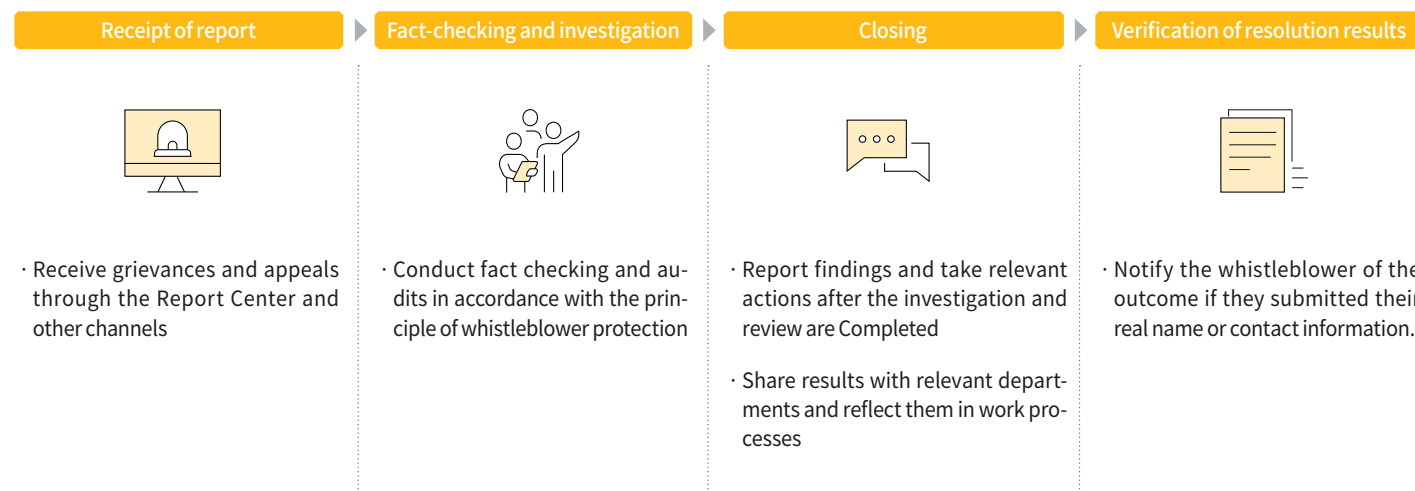 Receipt of report
Fact-checking and investigation
Closing
Verification of resolution results
· Receive grievances and appeals
through the Report Center and
other channels
· Conduct fact checking and au-
dits in accordance with the prin-
ciple of whistleblower protection
· Report findings and take relevant
actions after the investigation and
review are Completed
· Share results with relevant depart-
ments and reflect them in work pro-
cesses
· Notify the whistleblower of the
outcome if they submitted their
real name or contact information.